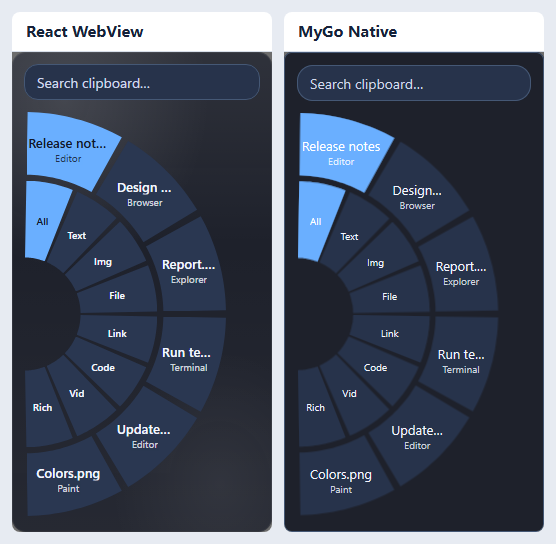 React WebView
Search clipboard...
Release not...
Editor
Design ...
Browser
All
Text
Img
Report....
Explorer
File
Link
Run te...
Terminal
Code
Vid
Rich
Update...
Editor
Colors.png
Paint
MyGo Native
Search clipboard...
Release notes
Editor
Design...
Browser
All
Text
Img
Report....
Explorer
File
Link
Run te...
Terminal
Code
Vid
Rich
Update...
Editor
Colors.png
Paint